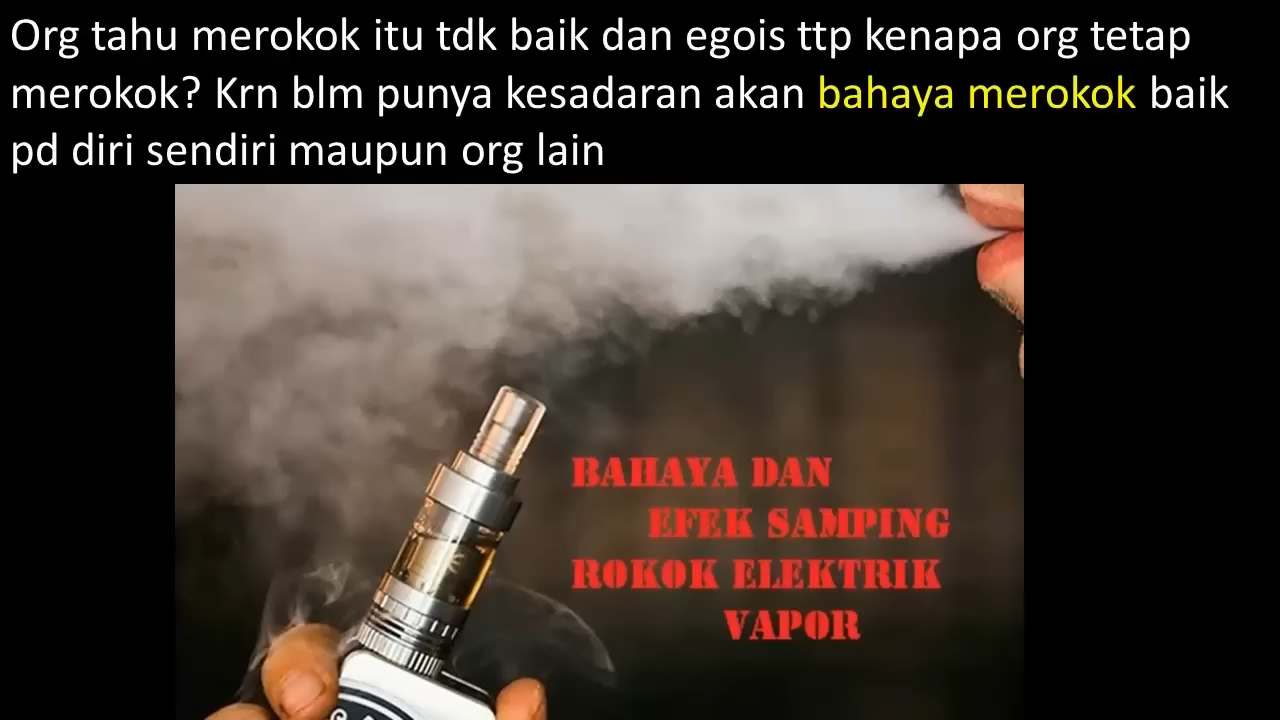 Org tahu merokok itu tdk baik dan egois ttp kenapa org tetap
merokok? Krn blm punya kesadaran akan bahaya merokok baik
pd diri sendiri maupun org lain
BAHAYA DAN
EFEK SAMPING
ROKOK ELEKTRIK
VAPOR